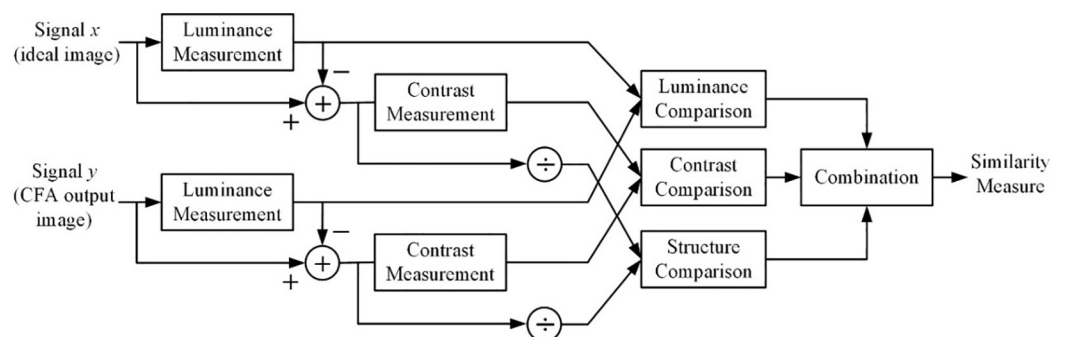 Signal x
(ideal image)
Luminance
Measurement
−
+
+
Contrast
Measurement
÷
Signal y
(CFA output
image)
Luminance
Measurement
−
+
+
Contrast
Measurement
÷
Luminance
Comparison
Contrast
Comparison
Structure
Comparison
Combination
Similarity
Measure